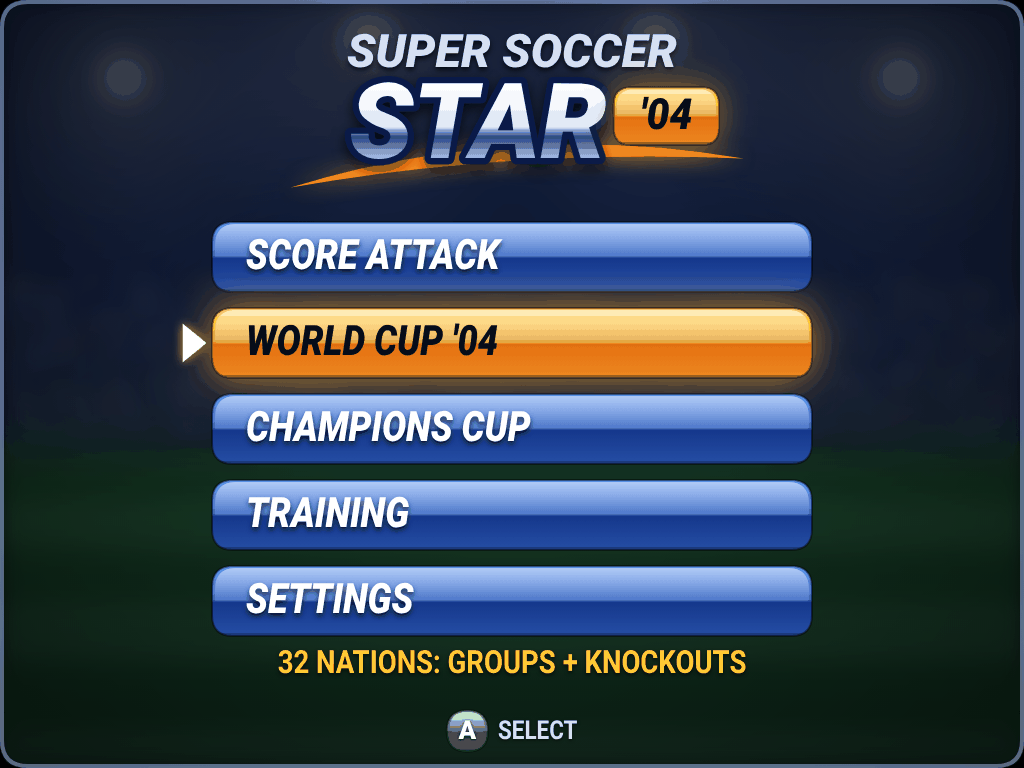 SUPER SOCCER
STAR '04
SCORE ATTACK
WORLD CUP '04
CHAMPIONS CUP
TRAINING
SETTINGS
32 NATIONS: GROUPS + KNOCKOUTS
A SELECT